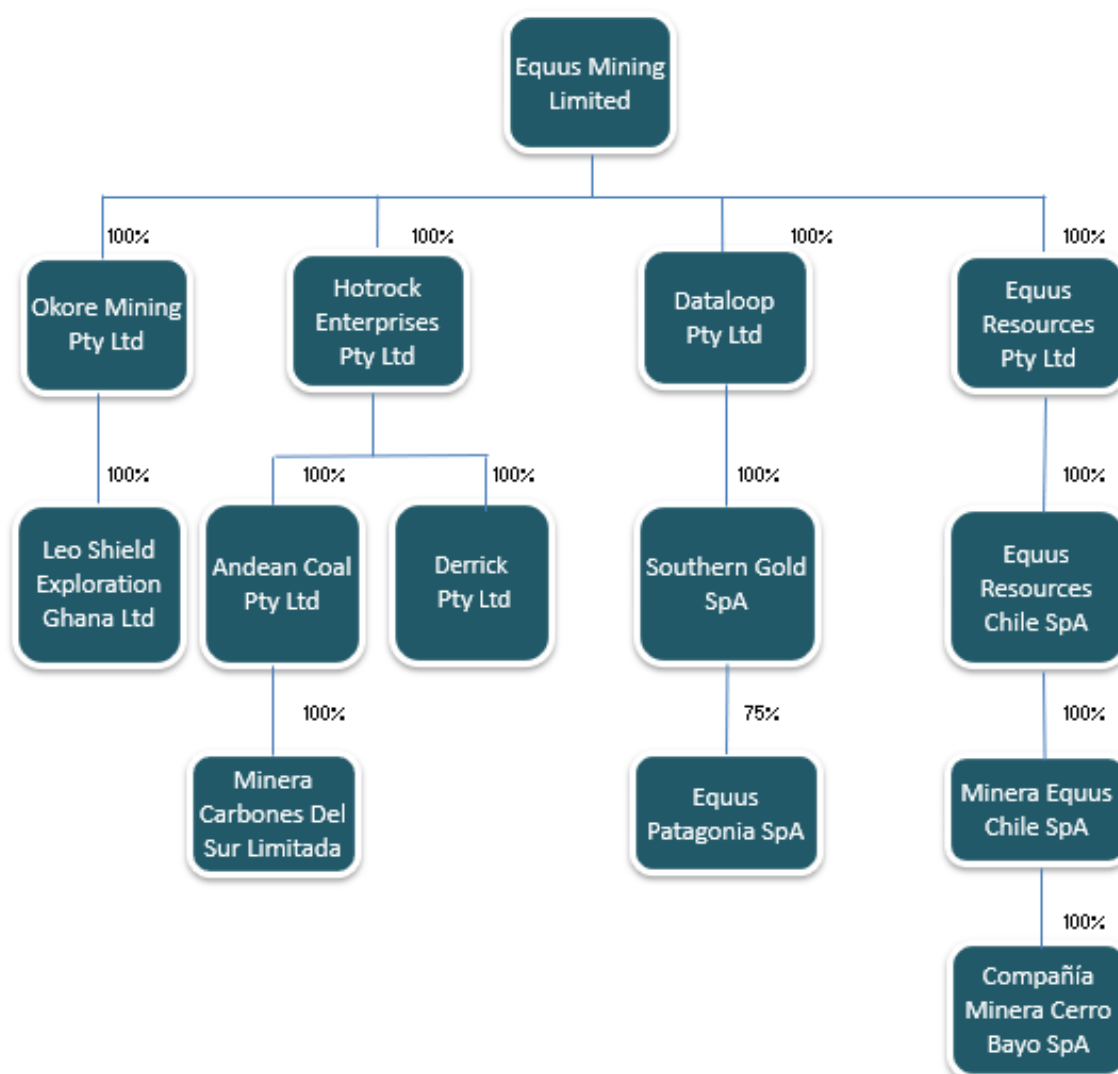 Equus Mining
Limited
100%
100%
100%
100%
Okore Mining
Pty Ltd
Hotrock
Enterprises
Pty Ltd
Dataloop
Pty Ltd
Equus
Resources
Pty Ltd
100%
100%
100%
100%
100%
Leo Shield
Exploration
Ghana Ltd
Andean Coal
Pty Ltd
Derrick
Pty Ltd
Southern Gold
SpA
Equus
Resources
Chile SpA
100%
75%
100%
Minera
Carbones Del
Sur Limitada
Equus
Patagonia SpA
Minera Equus
Chile SpA
100%
Compañía
Minera Cerro
Bayo SpA